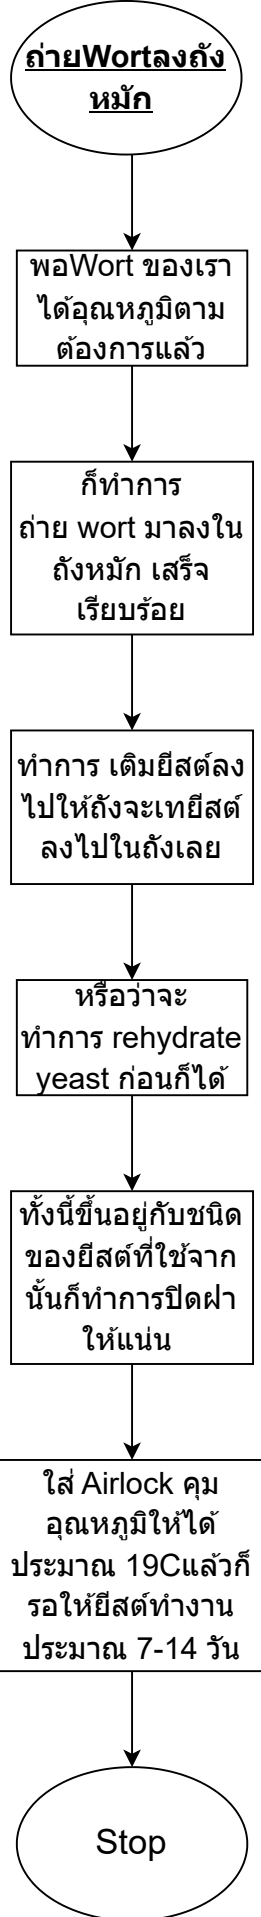 ถ่ายWortลงถัง
หมัก
พอWort ของเรา
ได้อุณหภูมิตาม
ต้องการแล้ว
ก็ทำการ
ถ่าย wort มาลงใน
ถังหมัก เสร็จ
เรียบร้อย
ทำการ เติมยีสต์ลง
ไปให้ถังจะเทยีสต์
ลงไปในถังเลย
หรือว่าจะ
ทำการ rehydrate
yeast ก่อนก็ได้
ทั้งนี้ขึ้นอยู่กับชนิด
ของยีสต์ที่ใช้จาก
นั้นก็ทำการปิดฝา
ให้แน่น
ใส่ Airlock คุม
อุณหภูมิให้ได้
ประมาณ 19Cแล้วก็
รอให้ยีสต์ทำงาน
ประมาณ 7-14 วัน
Stop